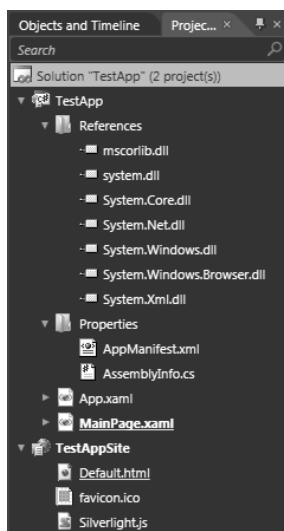 Objects and Timeline Projec... ×
Search
Solution "TestApp" (2 project(s))
TestApp
References
mscorlib.dll
system.dll
System.Core.dll
System.Net.dll
System.Windows.dll
System.Windows.Browser.dll
System.Xml.dll
Properties
AppManifest.xml
AssemblyInfo.cs
App.xaml
MainPage.xaml
TestAppSite
Default.html
favicon.ico
Silverlight.js